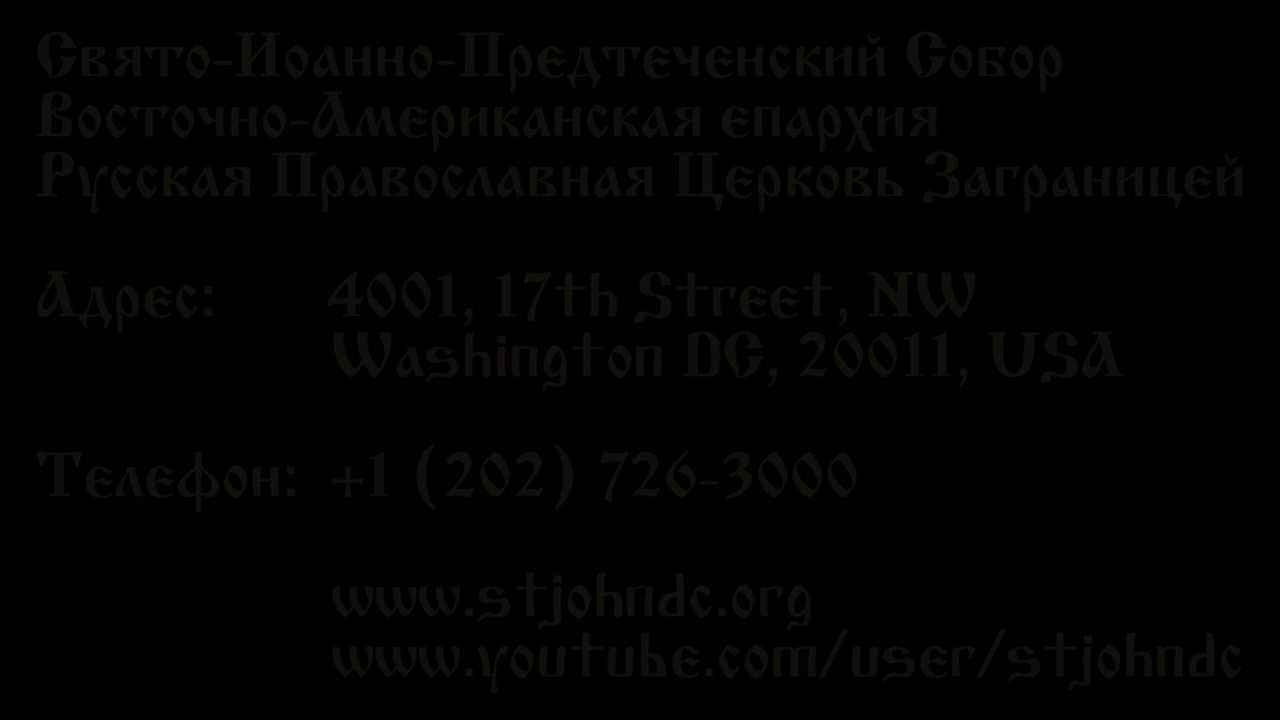 Свято-Иоанно-Предтеченский Собор
Восточно-Американская епархия
Русская Православная Церковь Заграницей
Адрес: 4001, 17th Street, NW
Washington DC, 20011, USA
Телефон: +1 (202) 726-3000
www.stjohndc.org
www.youtube.com/user/stjohndc